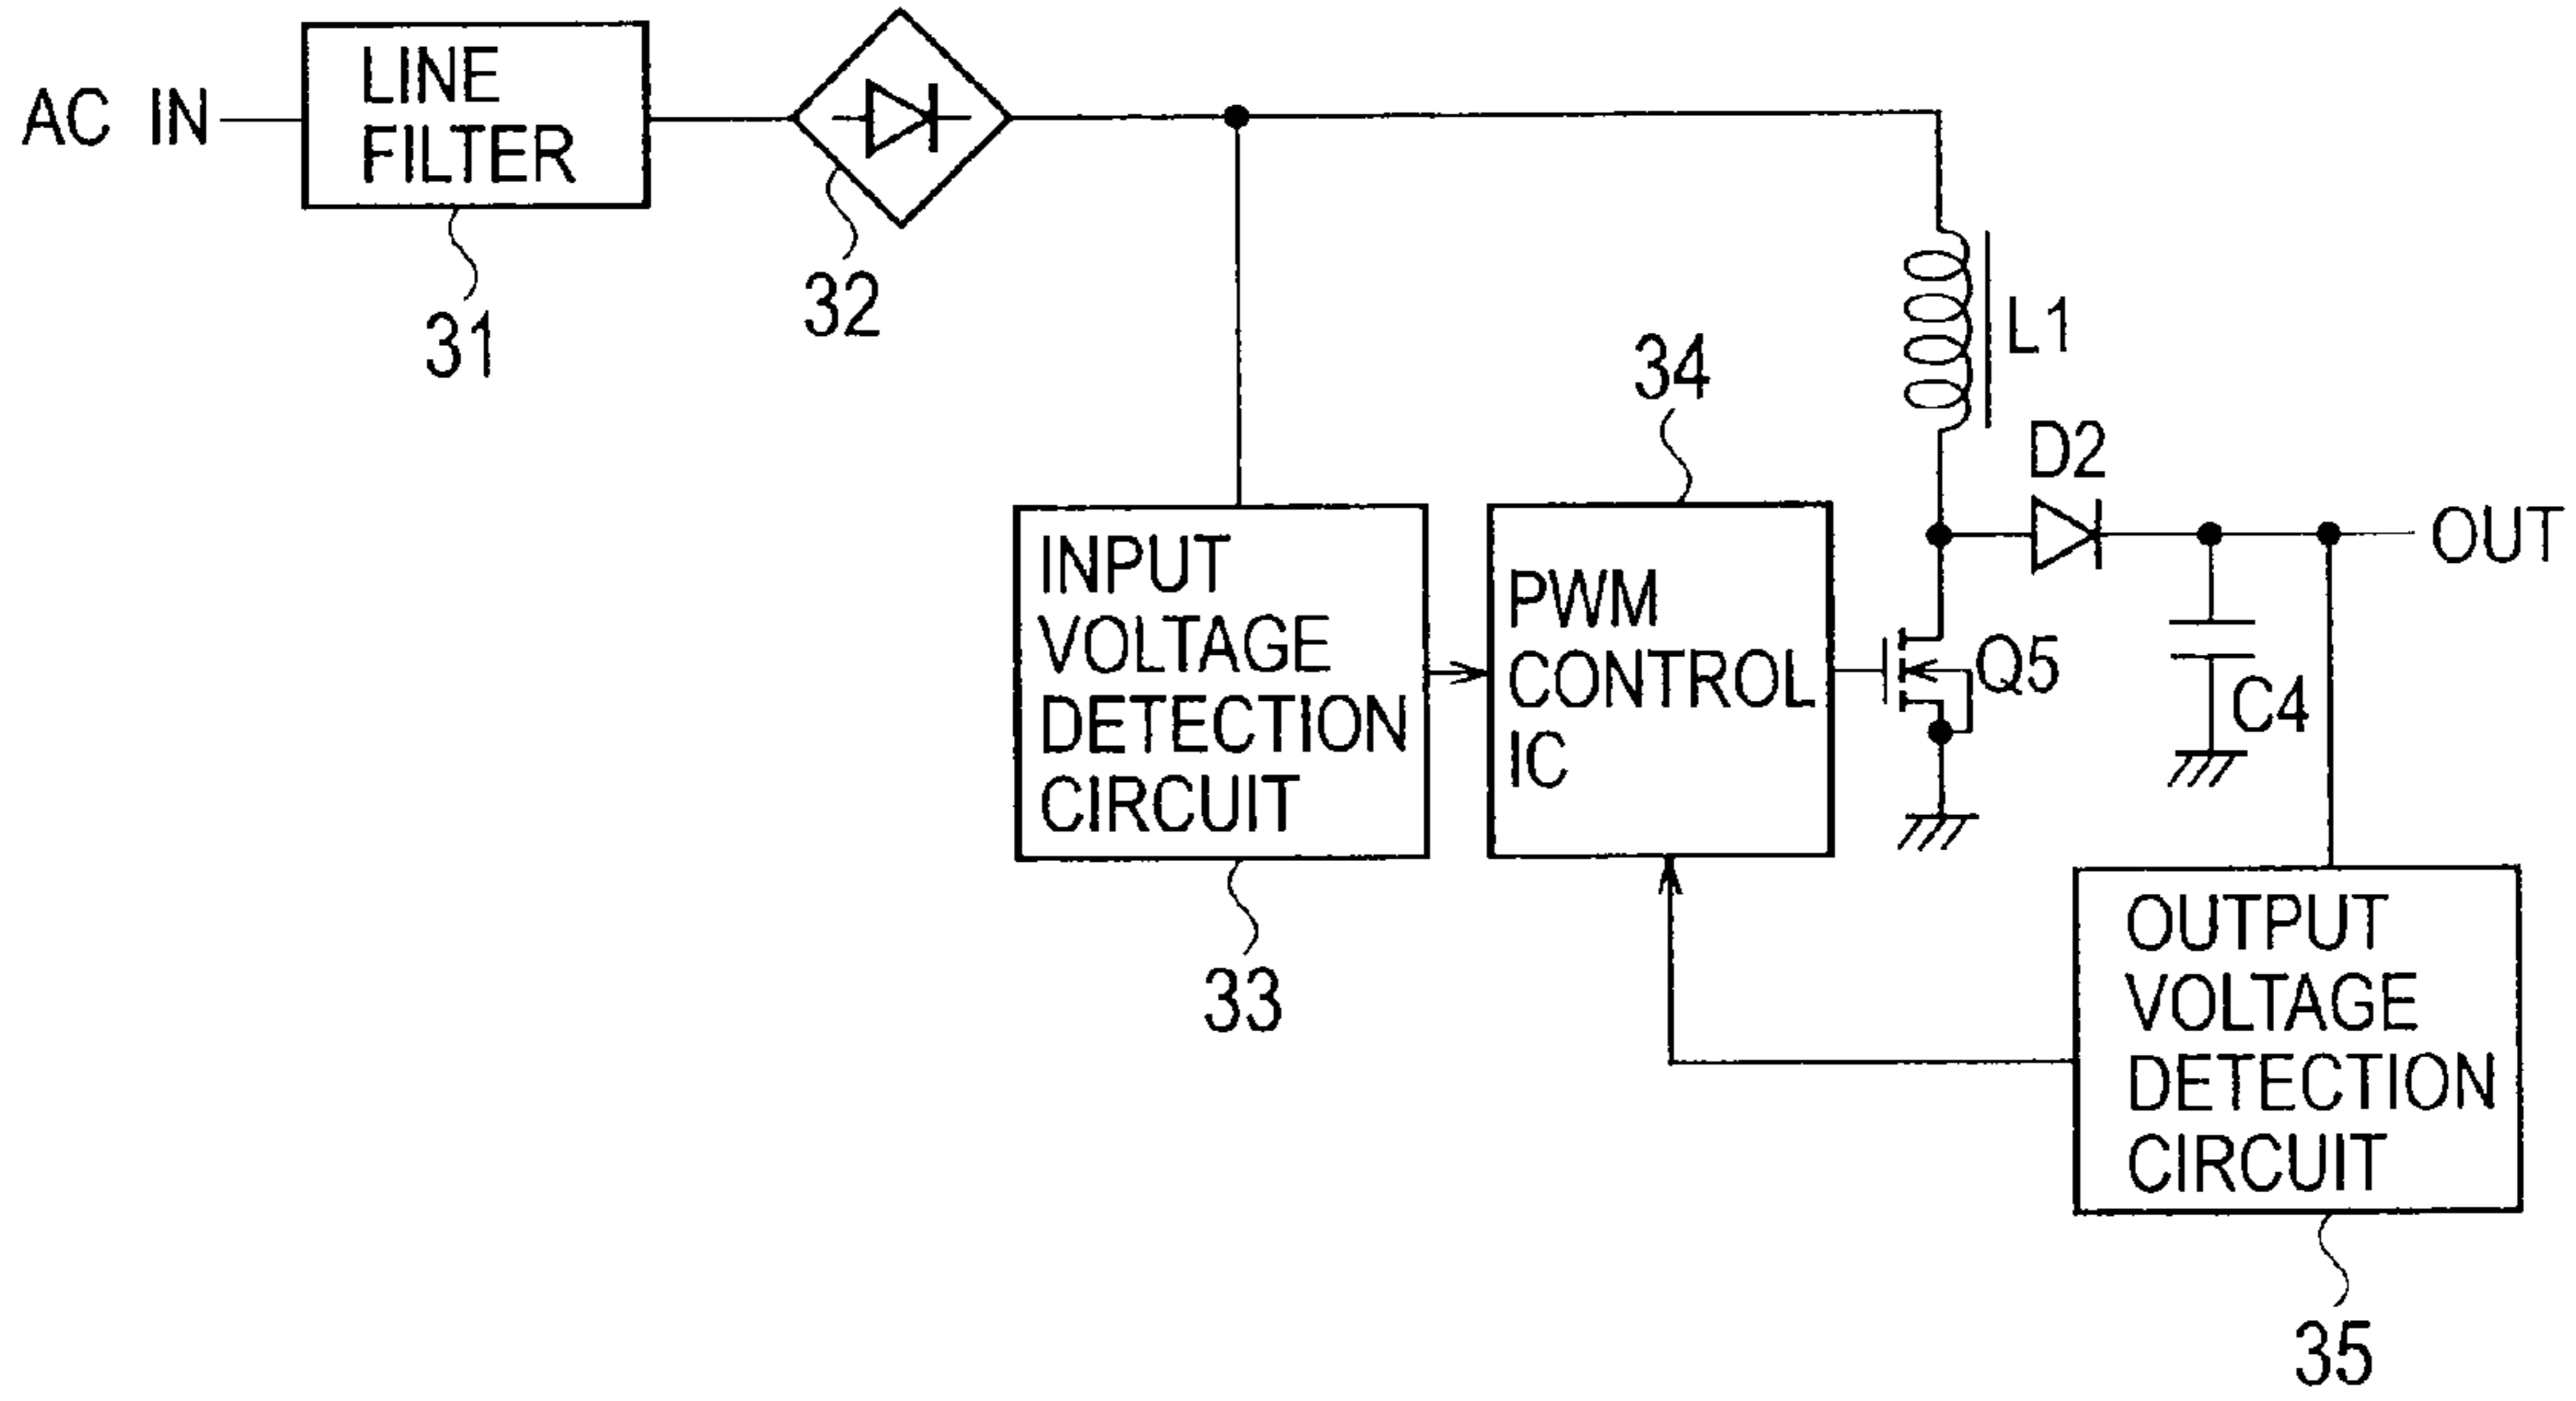 AC IN
LINE
FILTER
31
32
L1
34
D2
OUT
INPUT
VOLTAGE
DETECTION
CIRCUIT
33
PWM
CONTROL
IC
Q5
C4
OUTPUT
VOLTAGE
DETECTION
CIRCUIT
35